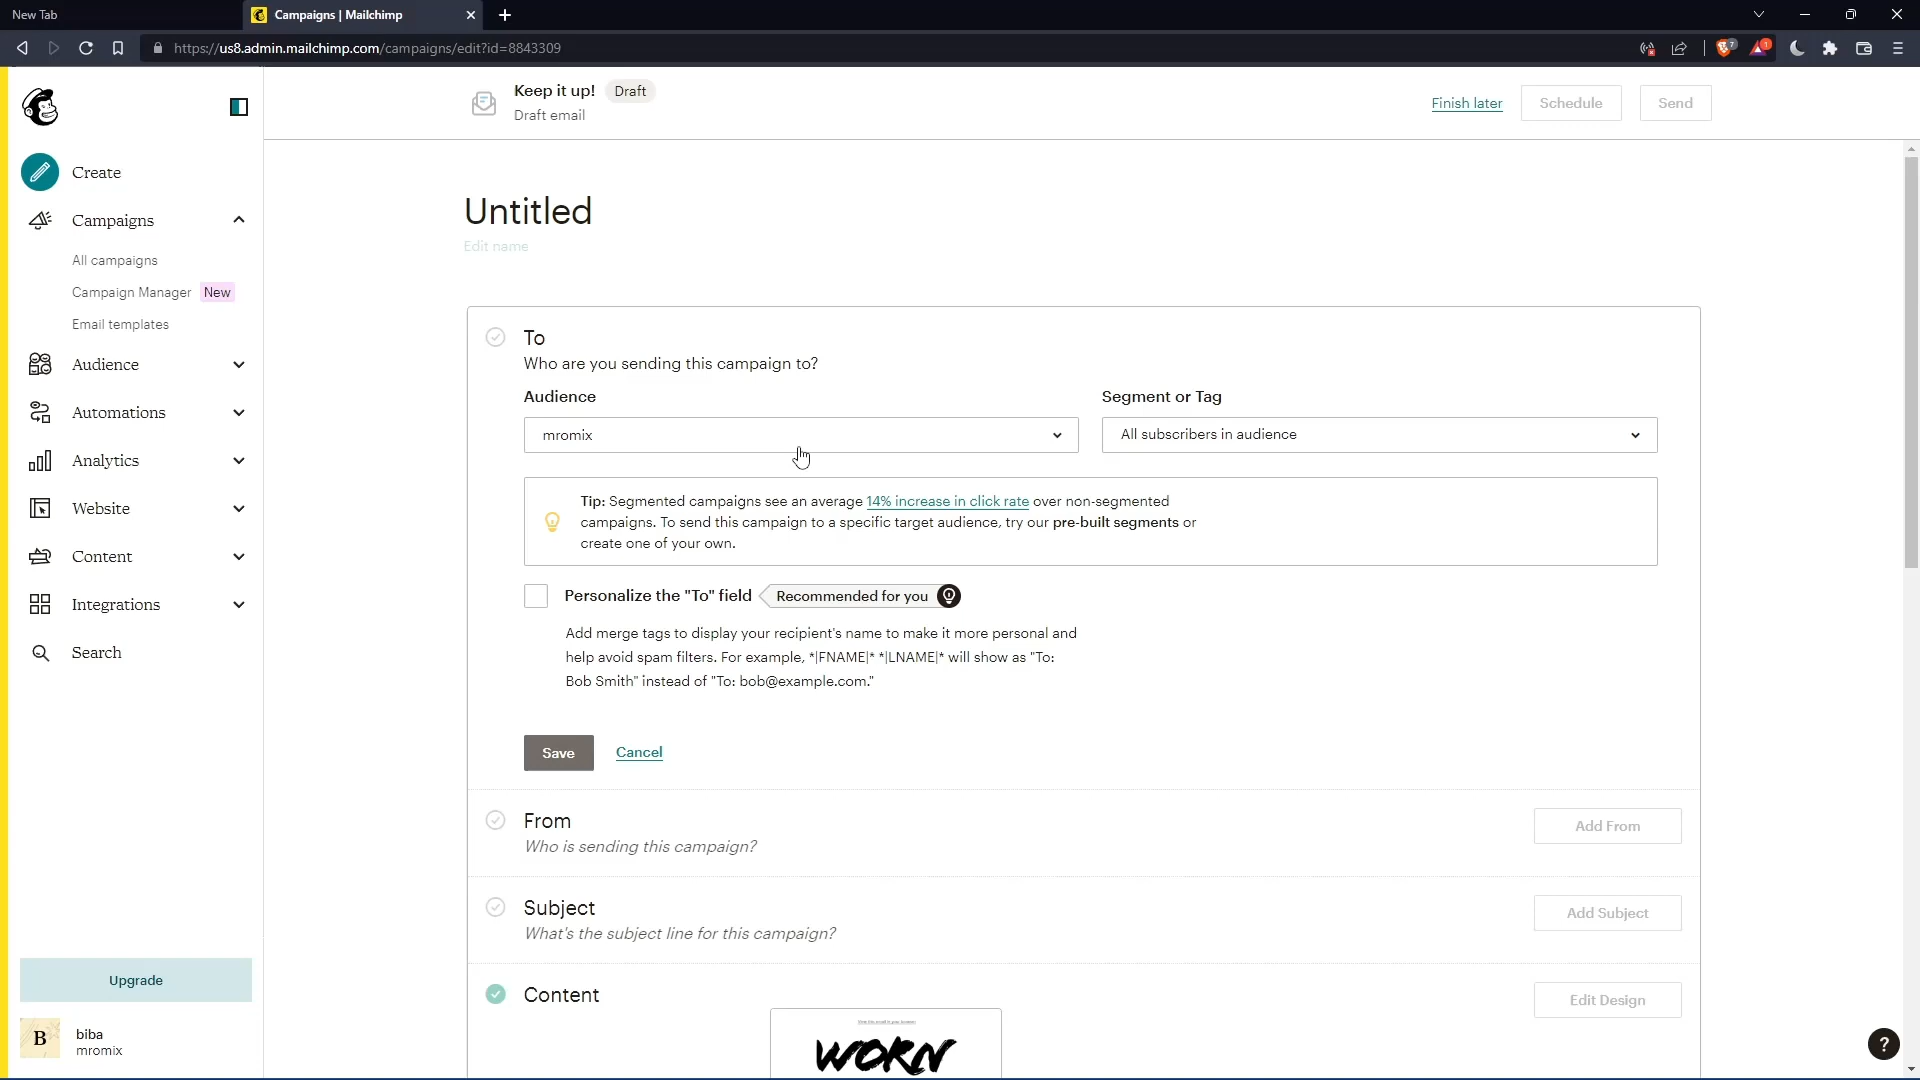 New Tab
Campaigns | Mailchimp
https://us8.admin.mailchimp.com/campaigns/edit?id=8843309
7
1
Keep it up! Draft
Draft email
Finish later
Schedule
Send
Create
Campaigns
All campaigns
Campaign Manager New
Email templates
Audience
Automations
Analytics
Website
Content
Integrations
Search
Upgrade
B
biba
mromix
Untitled
Edit name
To
Who are you sending this campaign to?
Audience
Segment or Tag
mromix
All subscribers in audience
Tip: Segmented campaigns see an average 14% increase in click rate over non-segmented
campaigns. To send this campaign to a specific target audience, try our pre-built segments or
create one of your own.
Personalize the "To" field Recommended for you
Add merge tags to display your recipient's name to make it more personal and
help avoid spam filters. For example, *|FNAME|* *|LNAME|* will show as "To:
Bob Smith" instead of "To: bob@example.com."
Save
Cancel
From
Who is sending this campaign?
Add From
Subject
What's the subject line for this campaign?
Add Subject
Content
Edit Design
WORN
?